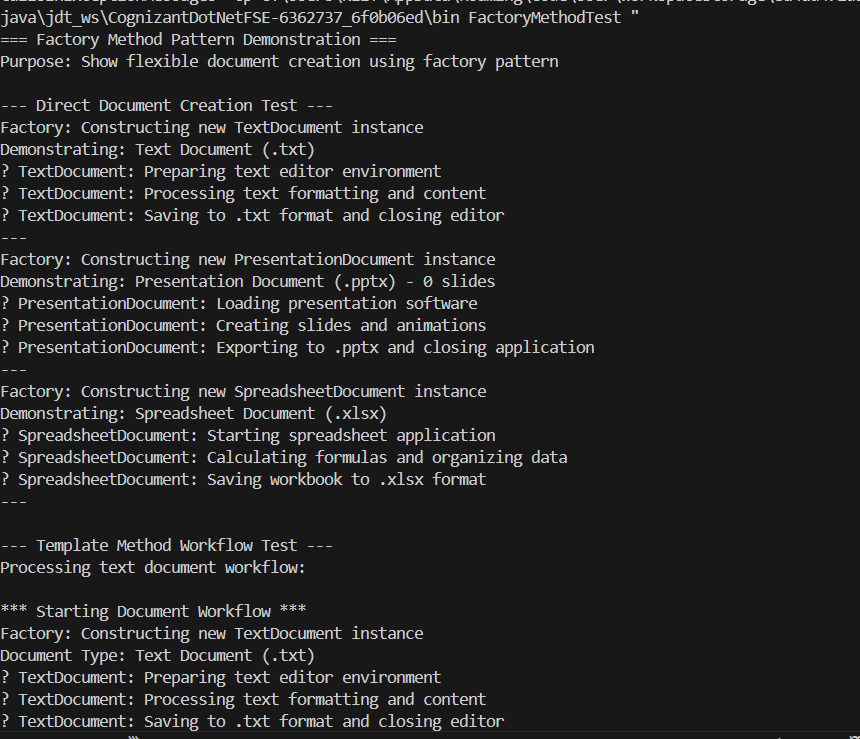 java\jdt_ws\CognizantDotNetFSE-6362737_6f0b06ed\bin FactoryMethodTest "
=== Factory Method Pattern Demonstration ===
Purpose: Show flexible document creation using factory pattern
--- Direct Document Creation Test ---
Factory: Constructing new TextDocument instance
Demonstrating: Text Document (.txt)
? TextDocument: Preparing text editor environment
? TextDocument: Processing text formatting and content
? TextDocument: Saving to .txt format and closing editor
---
Factory: Constructing new PresentationDocument instance
Demonstrating: Presentation Document (.pptx) - 0 slides
? PresentationDocument: Loading presentation software
? PresentationDocument: Creating slides and animations
? PresentationDocument: Exporting to .pptx and closing application
---
Factory: Constructing new SpreadsheetDocument instance
Demonstrating: Spreadsheet Document (.xlsx)
? SpreadsheetDocument: Starting spreadsheet application
? SpreadsheetDocument: Calculating formulas and organizing data
? SpreadsheetDocument: Saving workbook to .xlsx format
---
--- Template Method Workflow Test ---
Processing text document workflow:
*** Starting Document Workflow ***
Factory: Constructing new TextDocument instance
Document Type: Text Document (.txt)
? TextDocument: Preparing text editor environment
? TextDocument: Processing text formatting and content
? TextDocument: Saving to .txt format and closing editor